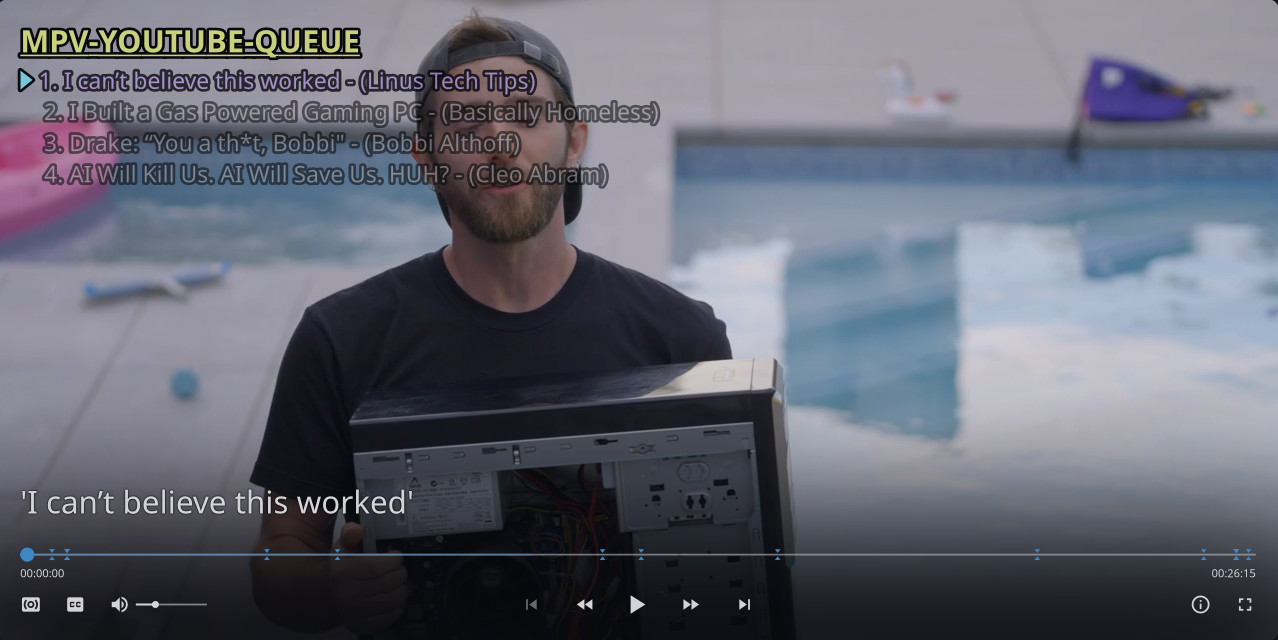 MPV-YOUTUBE-QUEUE
1. I can’t believe this worked - (Linus Tech Tips)
2. I Built a Gas Powered Gaming PC - (Basically Homeless)
3. Drake: “You a th*t, Bobbi" - (Bobbi Althoff)
4. AI Will Kill Us. AI Will Save Us. HUH? - (Cleo Abram)
'I can’t believe this worked'
00:00:00
00:26:15
CC